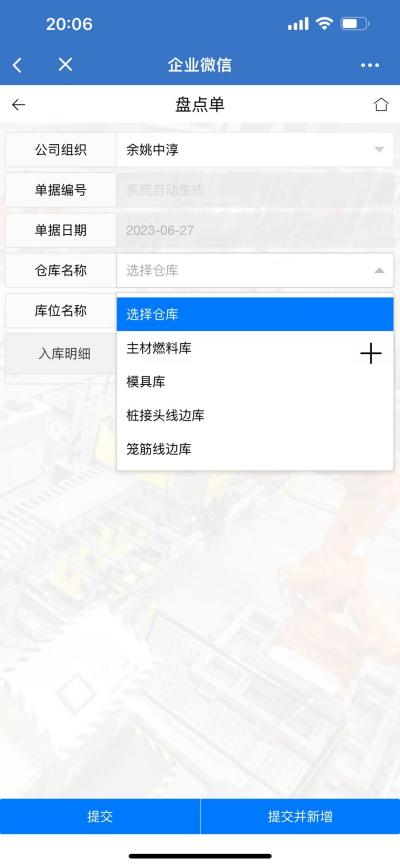 20:06
企业微信
盘点单
公司组织 余姚中淳
单据编号 系统自动生成
单据日期 2023-06-27
仓库名称 选择仓库
库位名称
选择仓库
入库明细
主材燃料库
模具库
桩接头线边库
笼筋线边库
提交 提交并新增